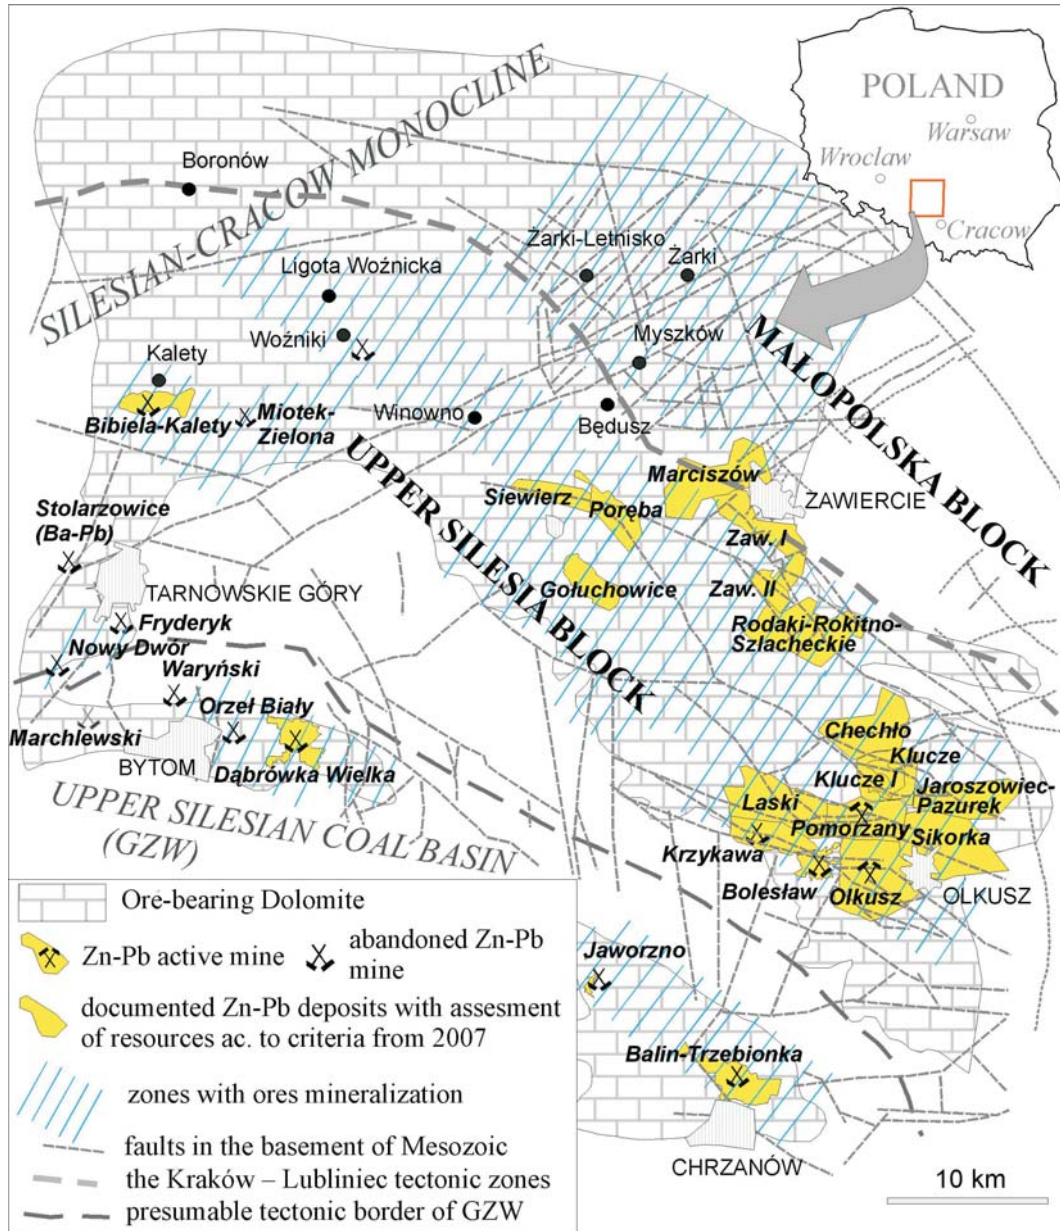 POLAND
Warsaw
Wroclaw
Cracow
SILESIAN-CRACOW MONOCLINE
Boronów
Żarki-Letnisko
Żarki
Ligota Woźnicka
Woźniki
Myszków
MAŁOPOLSKA BLOCK
Kalety
Bibiela-Kalety
Miotek-
Zielona
Winowno
Będusz
UPPER SILESIA BLOCK
Marciszów
Siewierz
Poręba
ZAWIERCIE
Stolarzowice
(Ba-Pb)
Zaw. I
TARNOWSKIE GÓRY
Gołuchowice
Zaw. II
Fryderyk
Rodaki-Rokitno-
Szlacheckie
Nowy Dwór
Waryński
Orzeł Biały
Marchlewski
BYTOM
Dąbrówka Wielka
Chechło
Klucze
Klucze I
Jaroszowiec-
Pazurek
Laski
Pomorzany
Sikorka
UPPER SILESIAN COAL BASIN
(GZW)
Krzykawa
Bolesław
Olkusz
OLKUSZ
Ore-bearing Dolomite
Zn-Pb active mine
abandoned Zn-Pb
mine
documented Zn-Pb deposits with assesment
of resources ac. to criteria from 2007
zones with ores mineralization
faults in the basement of Mesozoic
the Kraków – Lubliniec tectonic zones
presumable tectonic border of GZW
Jaworzno
Balin-Trzebionka
CHRZANÓW
10 km